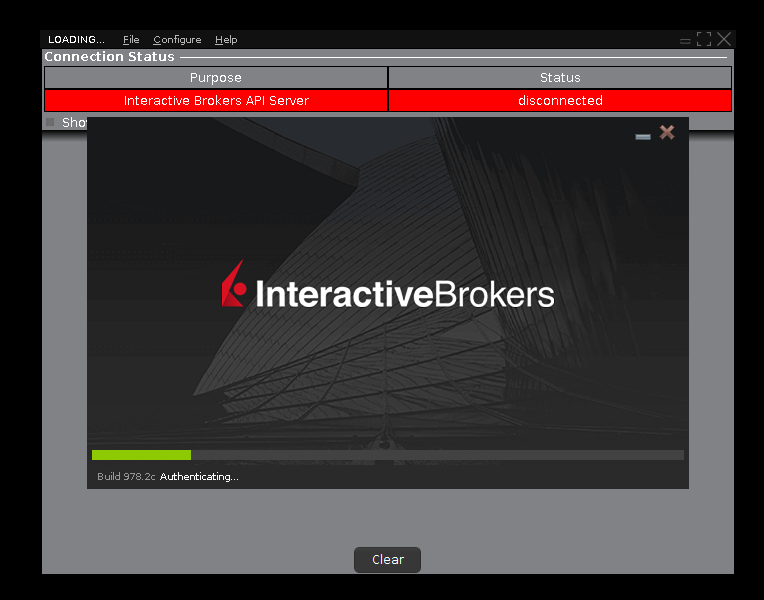 LOADING... File Configure Help
Connection Status
Purpose Status
Interactive Brokers API Server disconnected
InteractiveBrokers
Build 978.2c Authenticating...
Clear